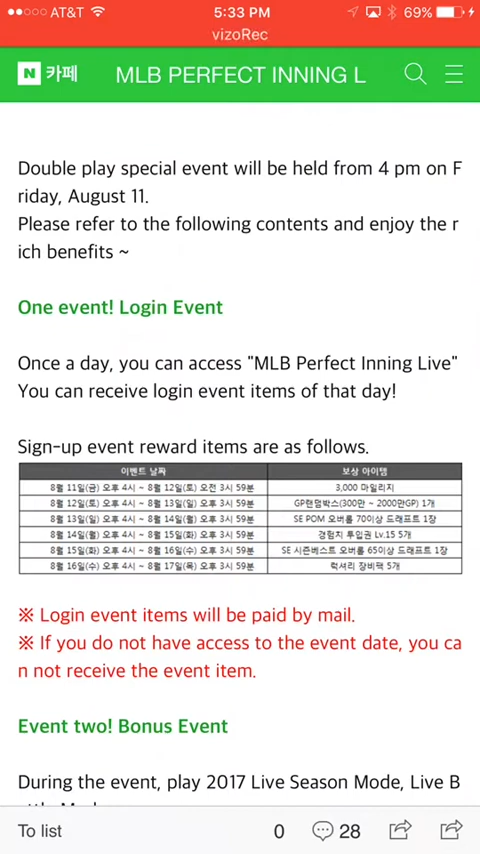 AT&T 5:33 PM 69%
vizoRec
N 카페 MLB PERFECT INNING L
Double play special event will be held from 4 pm on F
riday, August 11.
Please refer to the following contents and enjoy the r
ich benefits ~
One event! Login Event
Once a day, you can access "MLB Perfect Inning Live"
You can receive login event items of that day!
Sign-up event reward items are as follows.
이벤트 날짜 보상 아이템
8월 11일(금) 오후 4시 ~ 8월 12일(토) 오전 3시 59분 3,000 마일리지
8월 12일(토) 오후 4시 ~ 8월 13일(일) 오후 3시 59분 GP랜덤박스(300만 ~ 2000만GP) 1개
8월 13일(일) 오후 4시 ~ 8월 14일(월) 오후 3시 59분 SE POM 오버롤 70이상 드래프트 1장
8월 14일(월) 오후 4시 ~ 8월 15일(화) 오후 3시 59분 경험치 투입권 Lv.15 5개
8월 15일(화) 오후 4시 ~ 8월 16일(수) 오후 3시 59분 SE 시즌베스트 오버롤 65이상 드래프트 1장
8월 16일(수) 오후 4시 ~ 8월 17일(목) 오후 3시 59분 럭셔리 장비팩 5개
※ Login event items will be paid by mail.
※ If you do not have access to the event date, you ca
n not receive the event item.
Event two! Bonus Event
During the event, play 2017 Live Season Mode, Live B
To list 0 28